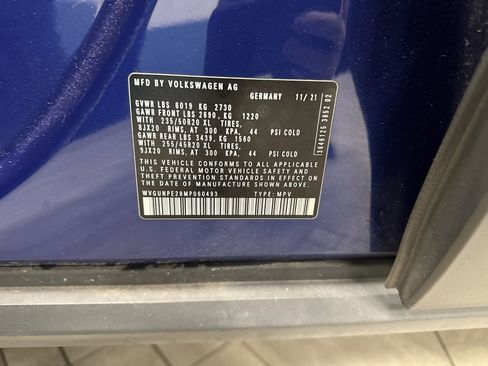 MFD BY VOLKSWAGEN AG
GERMANY 11/21
GVWR LBS 6019 KG 2730
GAWR FRONT LBS 2690, KG 1220
WITH 235/50R20 XL TIRES,
8JX20 RIMS, AT 300 KPA, 44 PSI COLD
GAWR REAR LBS 3439, KG 1560
WITH 255/45R20 XL TIRES,
9JX20 RIMS, AT 300 KPA, 44 PSI COLD
THIS VEHICLE CONFORMS TO ALL APPLICABLE
U.S. FEDERAL MOTOR VEHICLE SAFETY AND
THEFT PREVENTION STANDARDS IN EFFECT ON
THE DATE OF MANUFACTURE SHOWN ABOVE
WVGUNPE28MP060493 TYPE: MPV